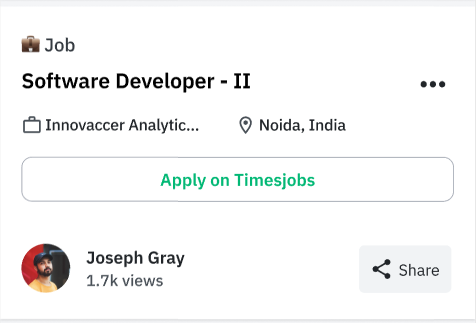 Job
Software Developer - II
Innovaccer Analytic...
Noida, India
Apply on Timesjobs
Joseph Gray
1.7k views
Share